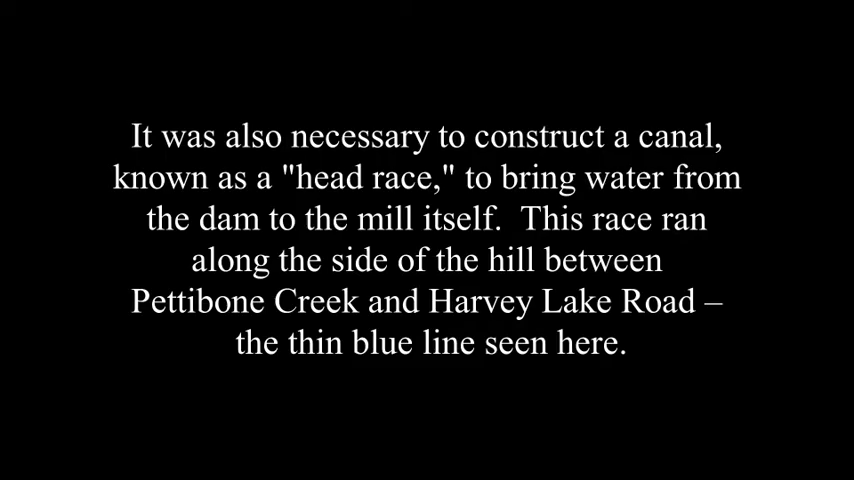 It was also necessary to construct a canal,
known as a "head race," to bring water from
the dam to the mill itself.  This race ran
along the side of the hill between
Pettibone Creek and Harvey Lake Road –
the thin blue line seen here.